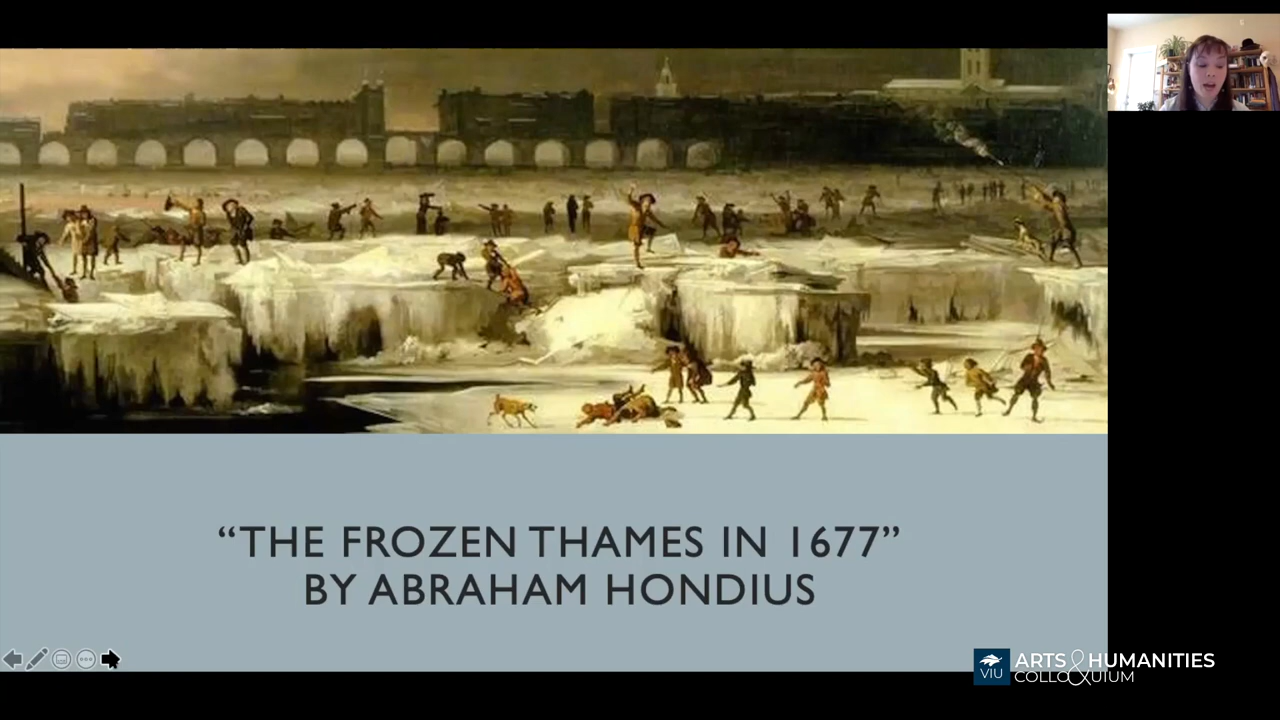 “THE FROZEN THAMES IN 1677”
BY ABRAHAM HONDIUS
VIU
ARTS & HUMANITIES
COLLOQUIUM